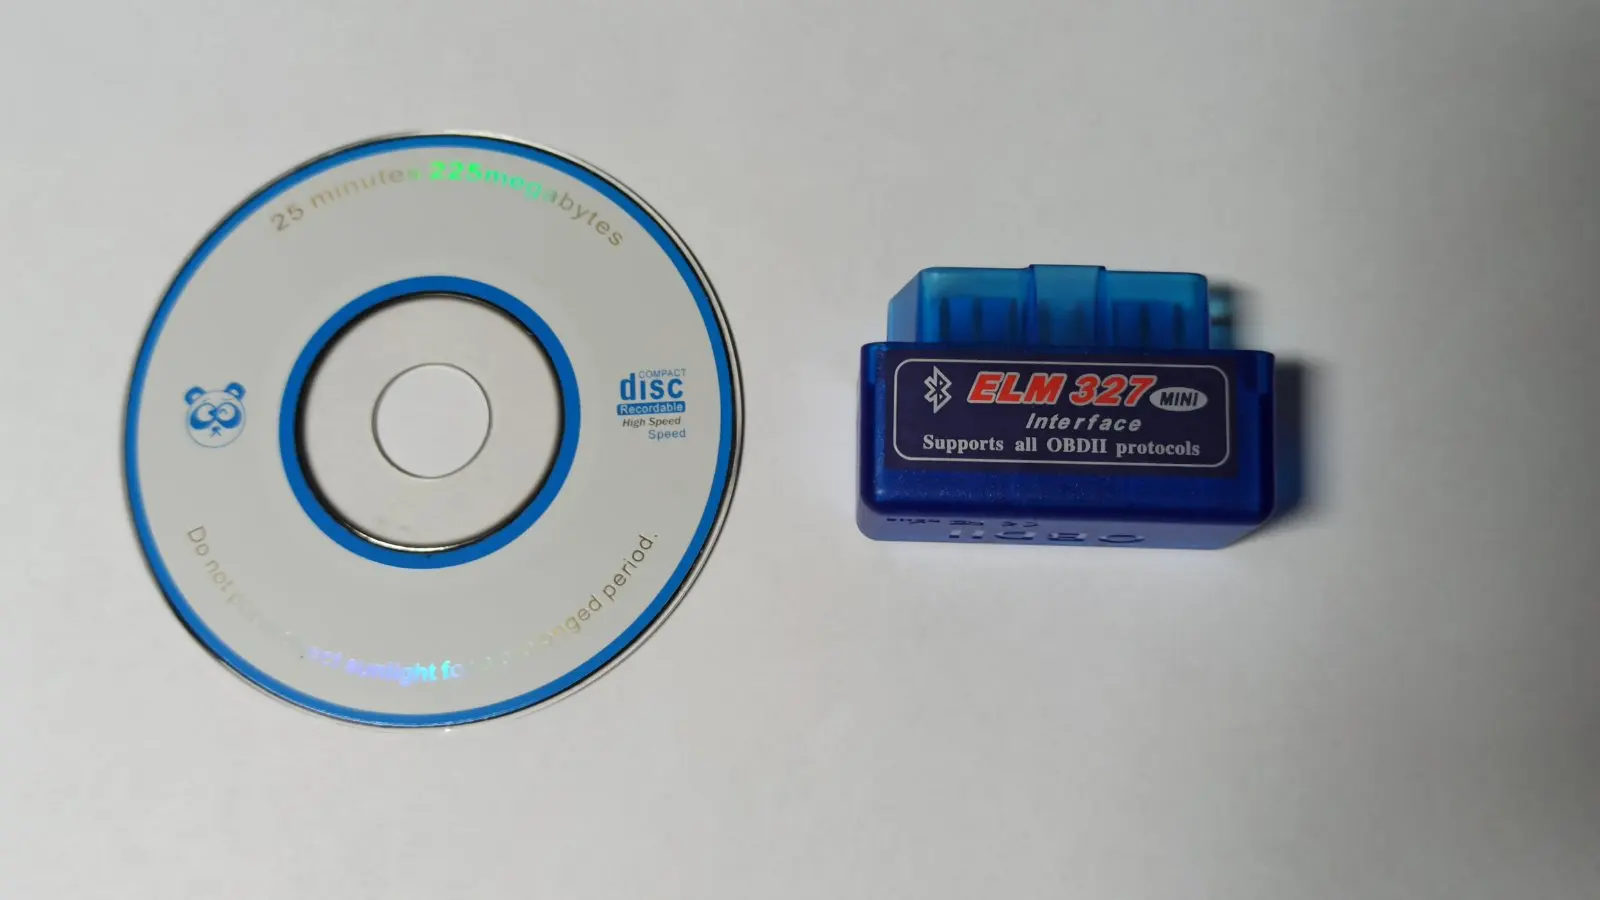 25 minutes 225megabytes
COMPACT
disc
Recordable
High Speed
Speed
Do not sunlight period.
ELM 327 MINI
Interface
Supports all OBDII protocols
OBDII